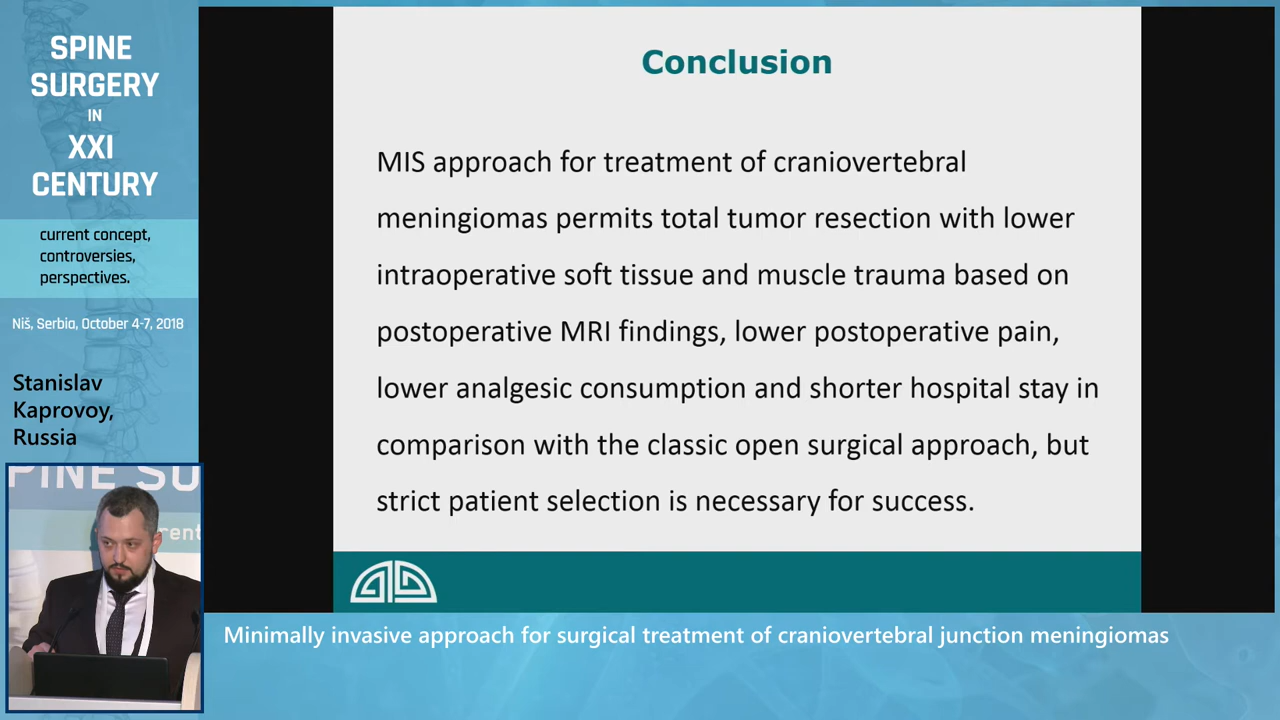 SPINE
SURGERY
IN
XXI
CENTURY
current concept,
controversies,
perspectives.
Niš, Serbia, October 4-7, 2018
Stanislav
Kaprovoy,
Russia
PINE SU
rent
Conclusion
MIS approach for treatment of craniovertebral
meningiomas permits total tumor resection with lower
intraoperative soft tissue and muscle trauma based on
postoperative MRI findings, lower postoperative pain,
lower analgesic consumption and shorter hospital stay in
comparison with the classic open surgical approach, but
strict patient selection is necessary for success.
Minimally invasive approach for surgical treatment of craniovertebral junction meningiomas